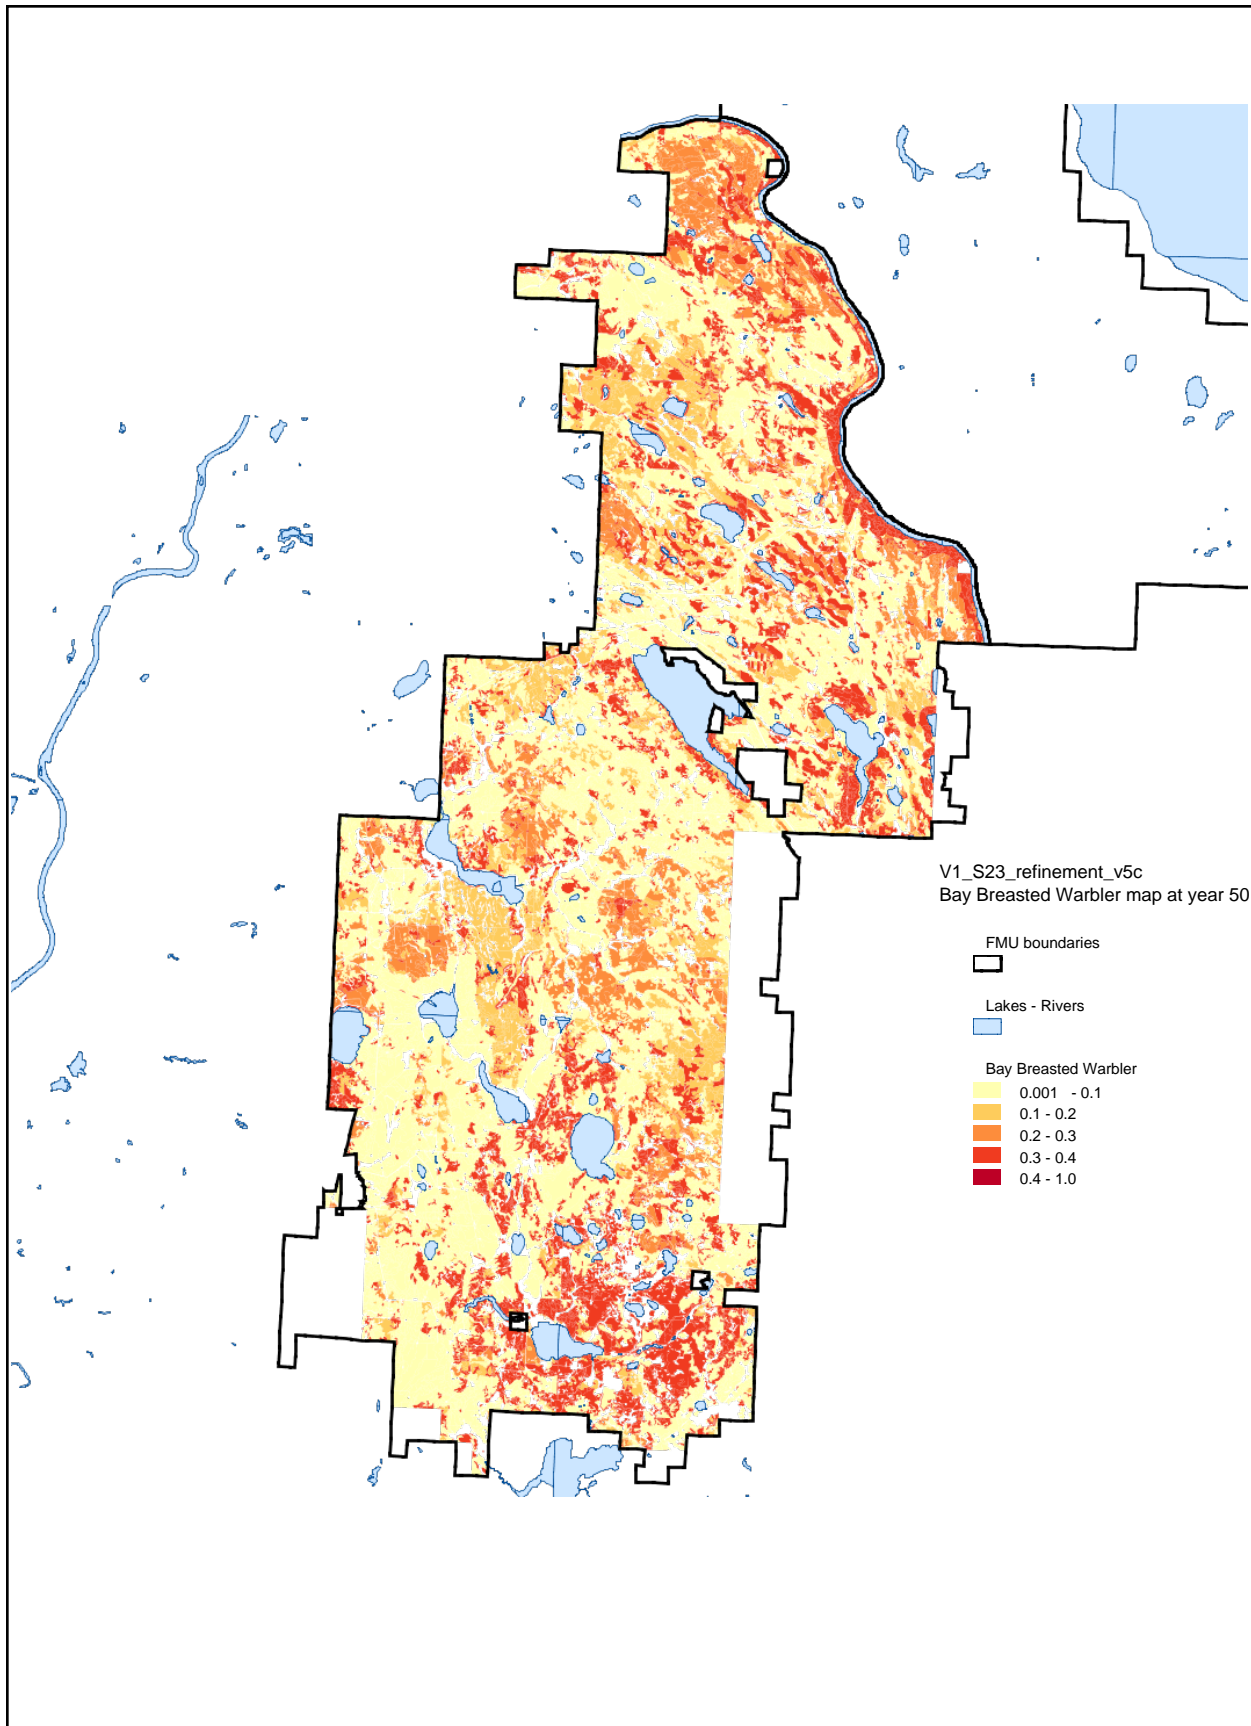 V1_S23_refinement_v5c
Bay Breasted Warbler map at year 50
FMU boundaries
Lakes - Rivers
Bay Breasted Warbler
0.001 - 0.1
0.1 - 0.2
0.2 - 0.3
0.3 - 0.4
0.4 - 1.0